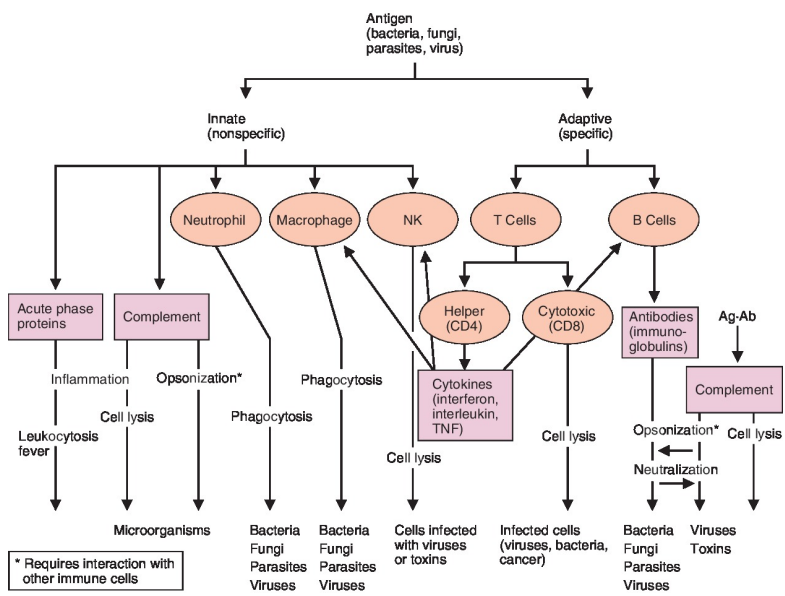 Antigen
(bacteria, fungi,
parasites, virus)
Innate
(nonspecific)
Adaptive
(specific)
Neutrophil
Macrophage
NK
T Cells
B Cells
Acute phase
proteins
Complement
Helper
(CD4)
Cytotoxic
(CD8)
Antibodies
(immuno-
globulins)
Ag-Ab
Inflammation
Opsonization*
Phagocytosis
Cytokines
(interferon,
interleukin,
TNF)
Complement
Cell lysis
Phagocytosis
Leukocytosis
fever
Cell lysis
Cell lysis
Opsonization*
Cell lysis
Neutralization
Microorganisms
Bacteria
Fungi
Parasites
Viruses
Bacteria
Fungi
Parasites
Viruses
Cells infected
with viruses
or toxins
Infected cells
(viruses, bacteria,
cancer)
Bacteria
Fungi
Parasites
Viruses
Viruses
Toxins
* Requires interaction with
other immune cells